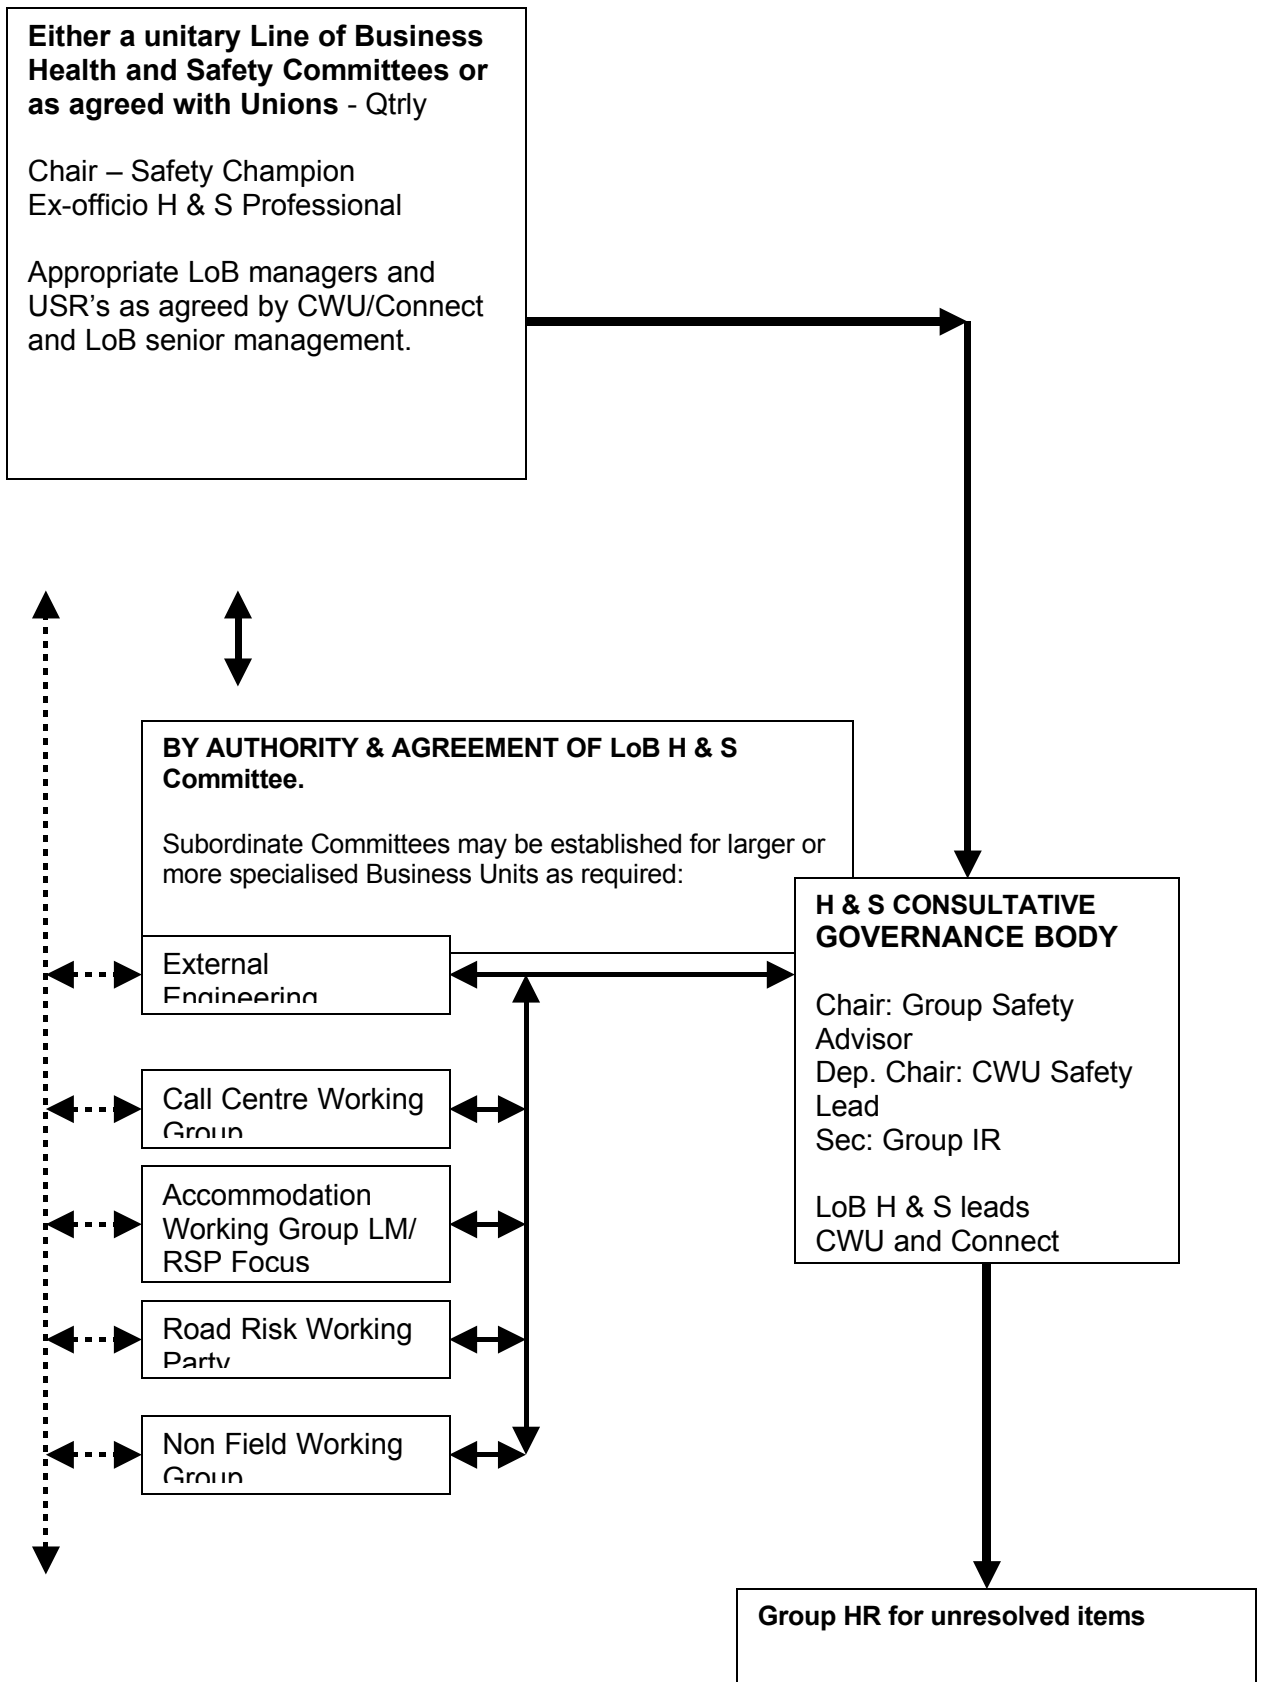 Either a unitary Line of Business
Health and Safety Committees or
as agreed with Unions - Qtrly
Chair – Safety Champion
Ex-officio H & S Professional
Appropriate LoB managers and
USR's as agreed by CWU/Connect
and LoB senior management.
BY AUTHORITY & AGREEMENT OF LoB H & S
Committee.
Subordinate Committees may be established for larger or
more specialised Business Units as required:
External
Engineering
Call Centre Working
Group
Accommodation
Working Group LM/
RSP Focus
Road Risk Working
Party
Non Field Working
Group
H & S CONSULTATIVE
GOVERNANCE BODY
Chair: Group Safety
Advisor
Dep. Chair: CWU Safety
Lead
Sec: Group IR
LoB H & S leads
CWU and Connect
Group HR for unresolved items